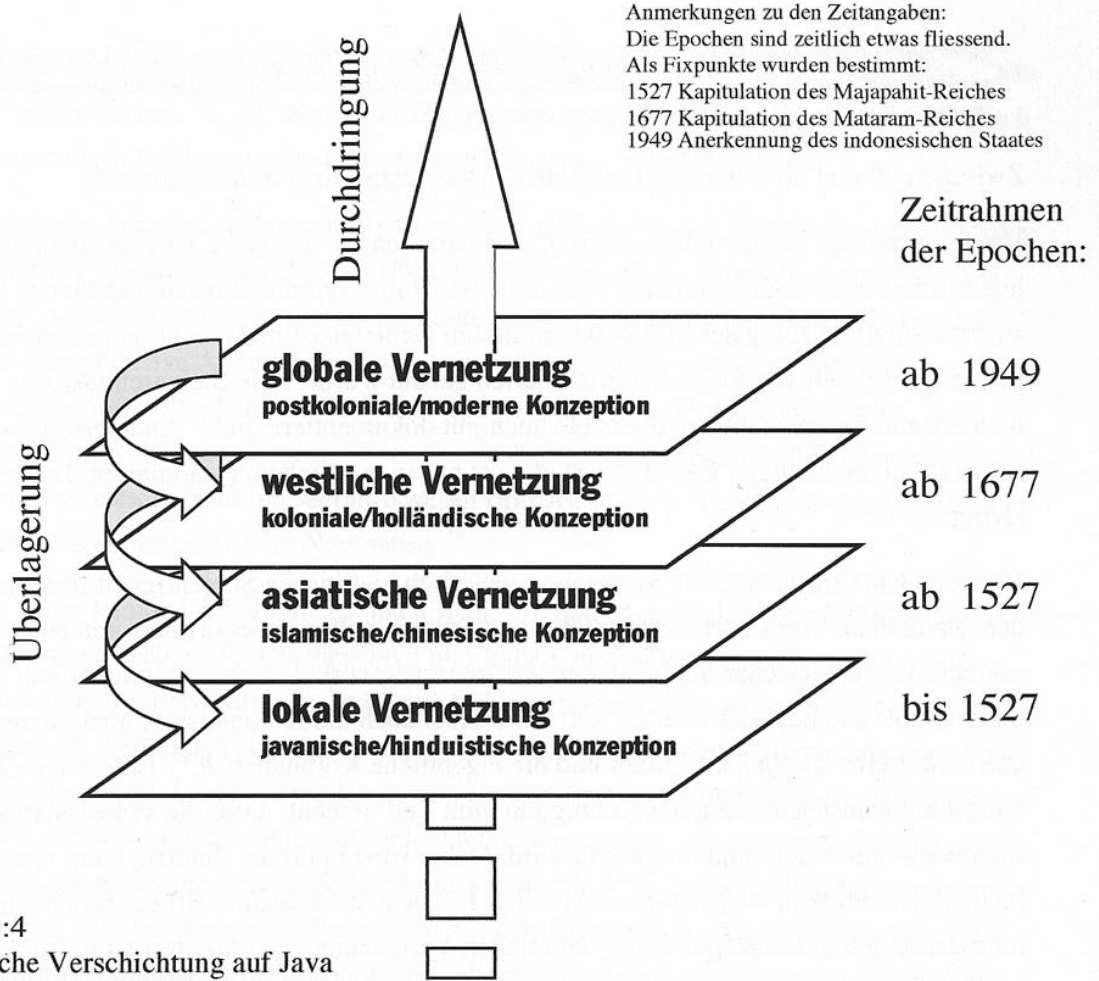 Anmerkungen zu den Zeitangaben:
Die Epochen sind zeitlich etwas fliessend.
Als Fixpunkte wurden bestimmt:
1527 Kapitulation des Majapahit-Reiches
1677 Kapitulation des Mataram-Reiches
1949 Anerkennung des indonesischen Staates
Durchdringung
Zeitrahmen
der Epochen:
globale Vernetzung
postkoloniale/moderne Konzeption
ab 1949
westliche Vernetzung
koloniale/holländische Konzeption
ab 1677
asiatische Vernetzung
islamische/chinesische Konzeption
ab 1527
lokale Vernetzung
javanische/hinduistische Konzeption
bis 1527
Überlagerung
:4
che Verschichtung auf Java